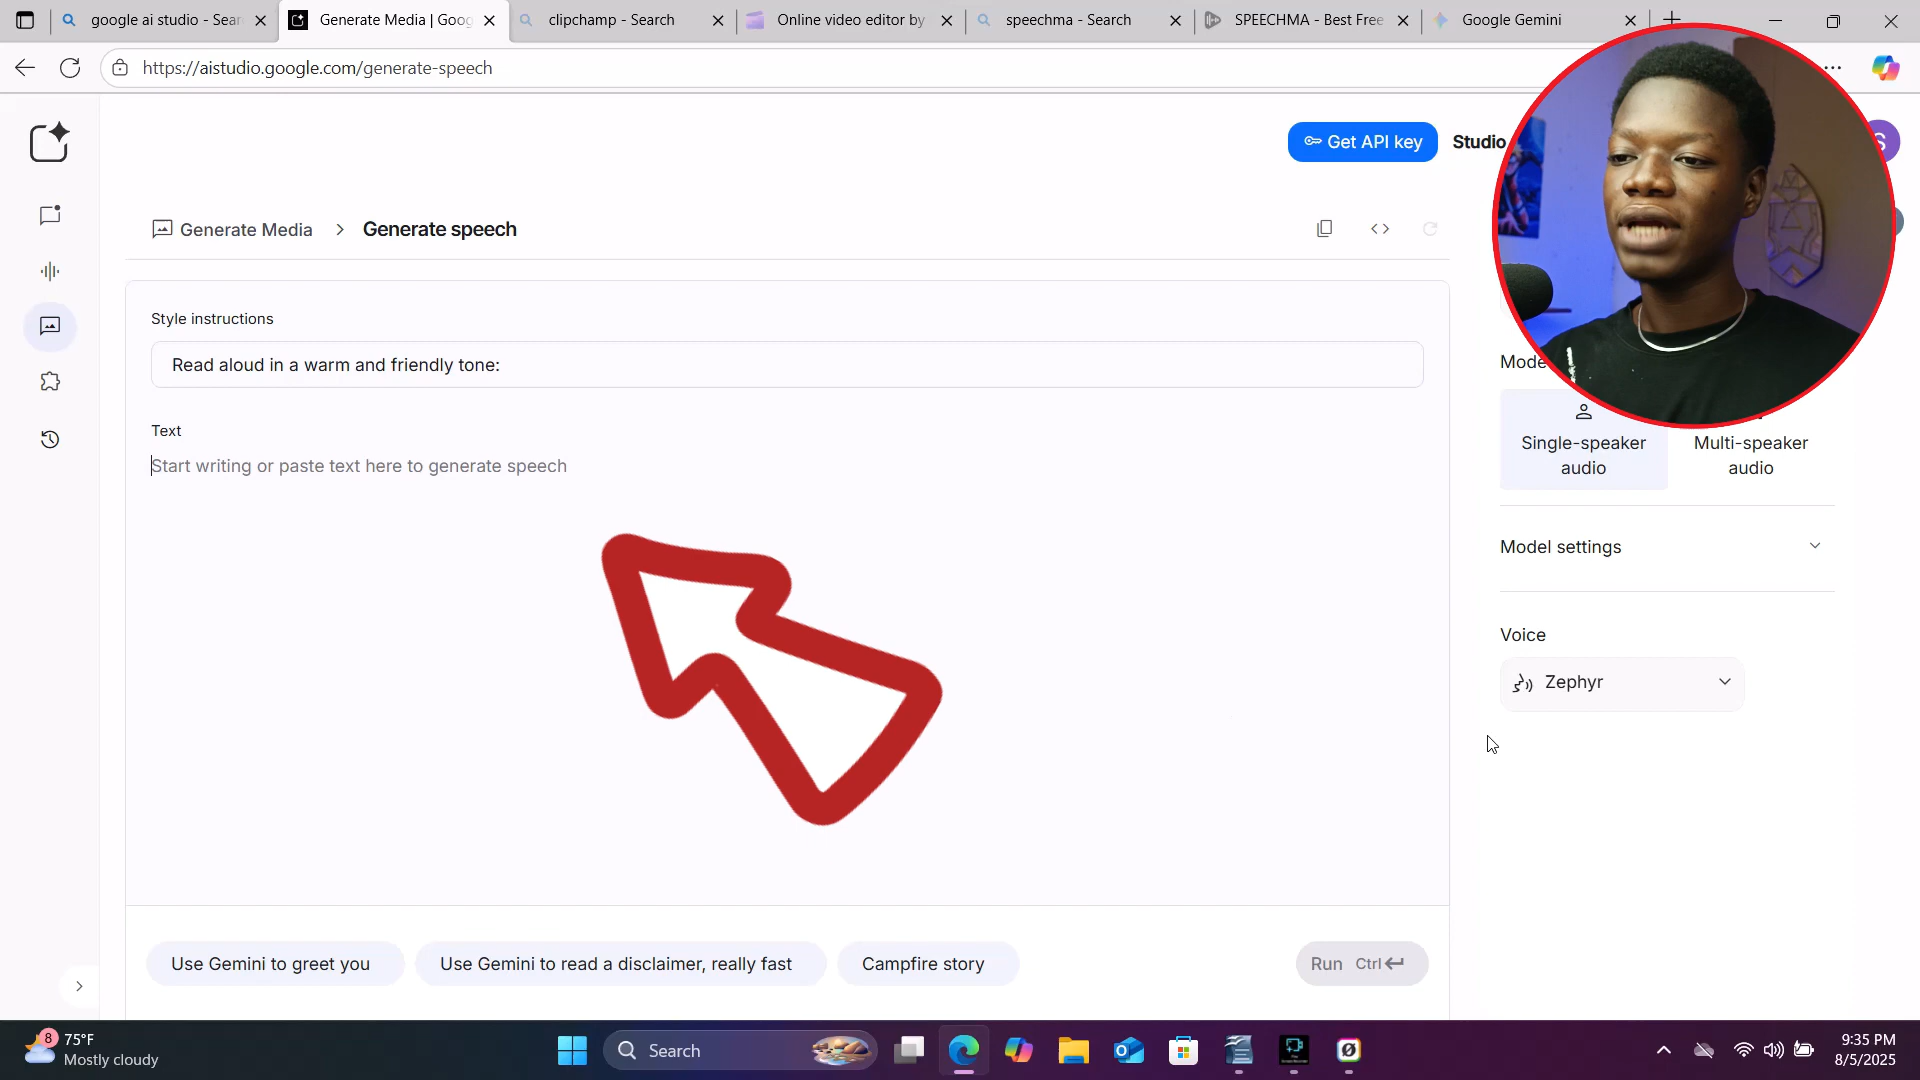 google ai studio - Sear
Generate Media | Goog
clipchamp - Search
Online video editor by
speechma - Search
SPEECHMA - Best Free
Google Gemini
https://aistudio.google.com/generate-speech
Get API key
Studio
S
Generate Media > Generate speech
Style instructions
Read aloud in a warm and friendly tone:
Text
Start writing or paste text here to generate speech
Mode
Single-speaker
audio
Multi-speaker
audio
Model settings
Voice
Zephyr
Use Gemini to greet you
Use Gemini to read a disclaimer, really fast
Campfire story
Run Ctrl
8
75°F
Mostly cloudy
Search
9:35 PM
8/5/2025